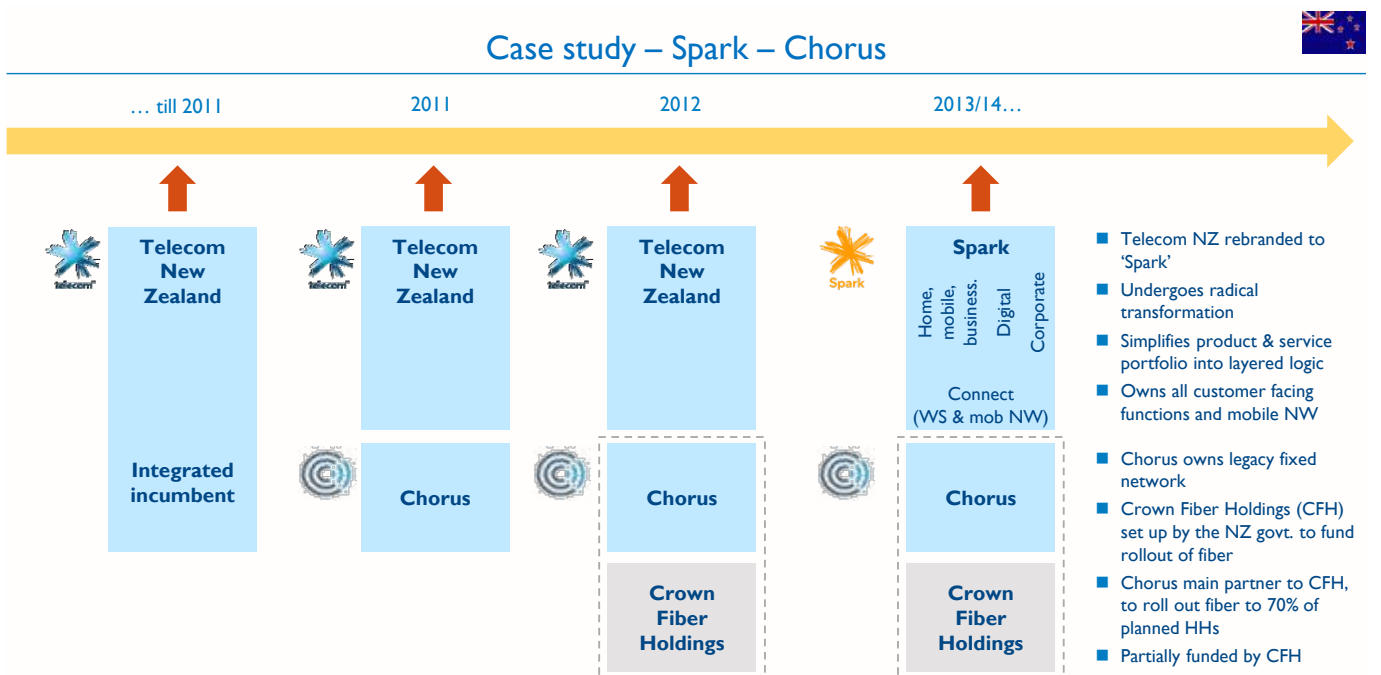 Case study – Spark – Chorus
… till 2011
2011
2012
2013/14…
telecom
Telecom
New
Zealand
Integrated
incumbent
telecom
Telecom
New
Zealand
Chorus
telecom
Telecom
New
Zealand
Chorus
Crown
Fiber
Holdings
Spark
Spark
Home,
mobile,
business.
Digital
Corporate
Connect
(WS & mob NW)
Chorus
Crown
Fiber
Holdings
Telecom NZ rebranded to
‘Spark’
Undergoes radical
transformation
Simplifies product & service
portfolio into layered logic
Owns all customer facing
functions and mobile NW
Chorus owns legacy fixed
network
Crown Fiber Holdings (CFH)
set up by the NZ govt. to fund
rollout of fiber
Chorus main partner to CFH,
to roll out fiber to 70% of
planned HHs
Partially funded by CFH